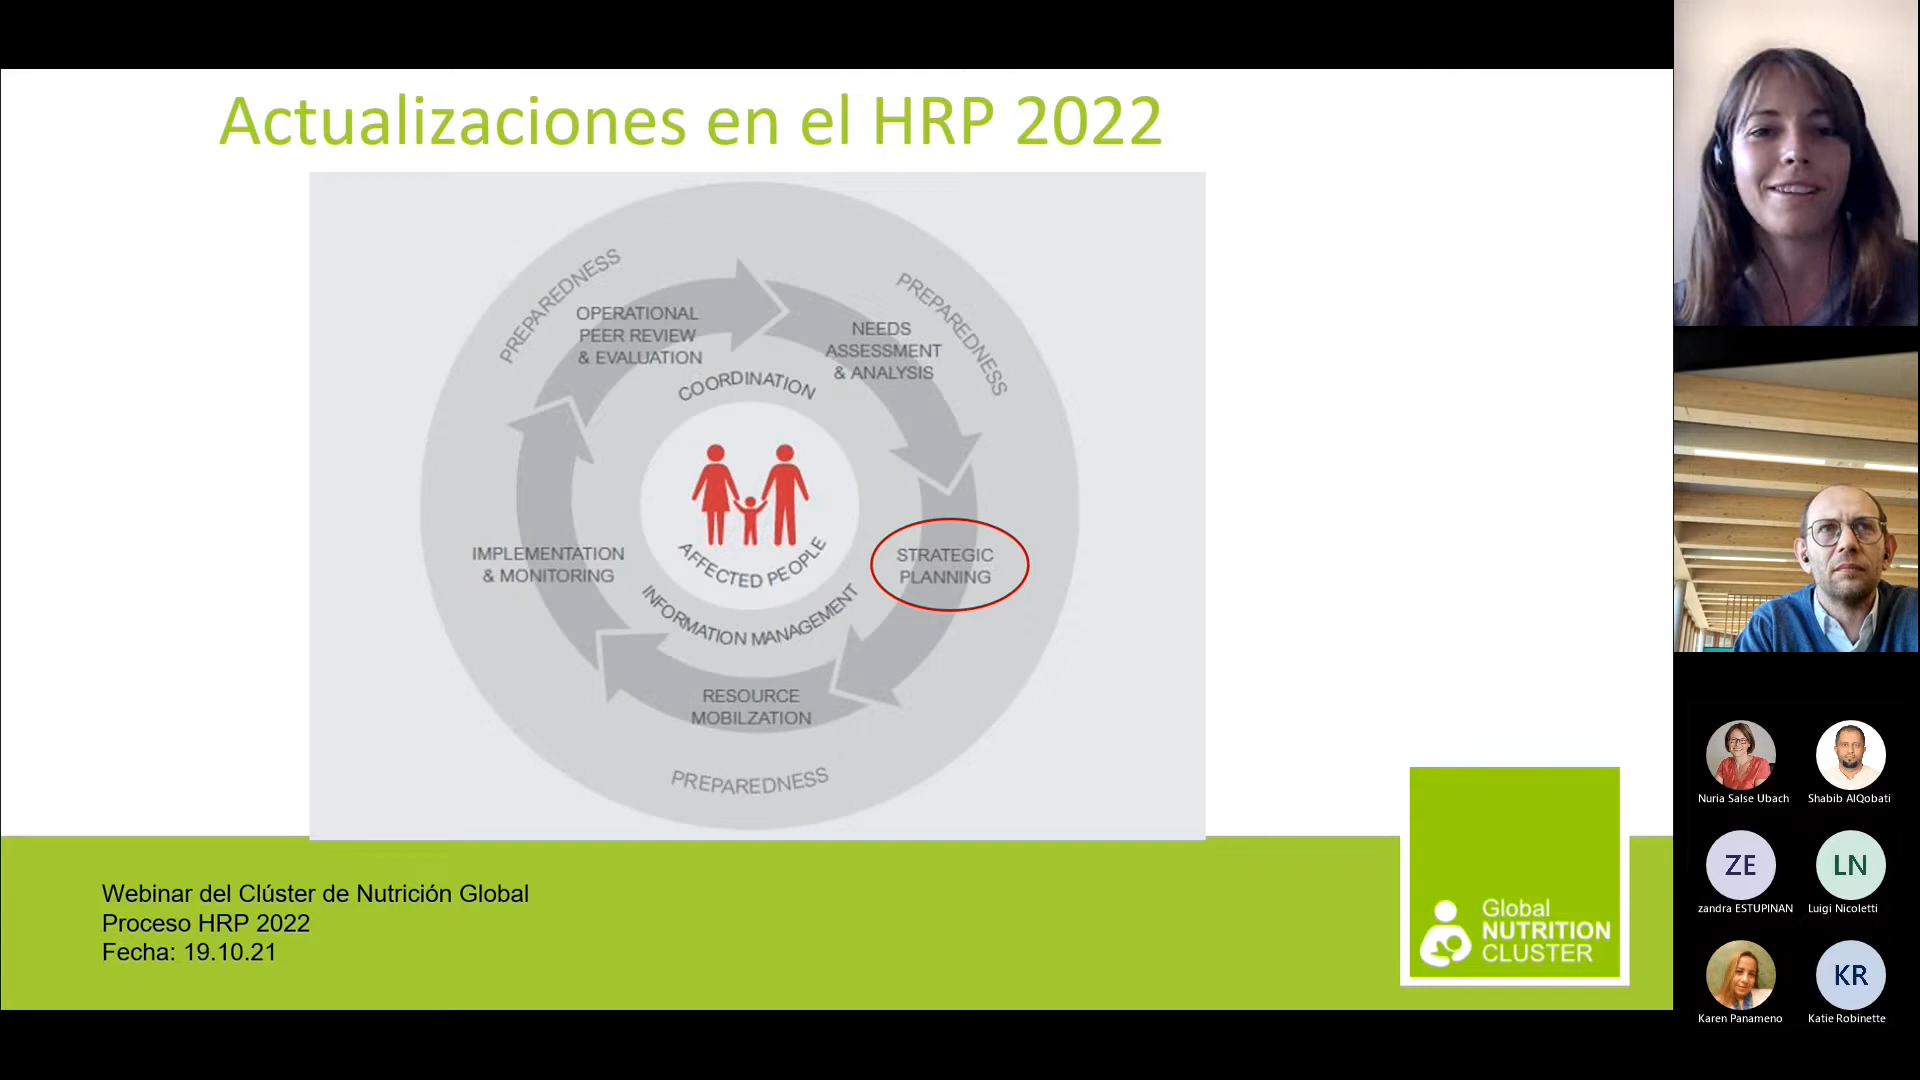 Actualizaciones en el HRP 2022
PREPAREDNESS
PREPAREDNESS
OPERATIONAL
PEER REVIEW
& EVALUATION
NEEDS
ASSESSMENT
& ANALYSIS
COORDINATION
AFFECTED PEOPLE
IMPLEMENTATION
& MONITORING
STRATEGIC
PLANNING
INFORMATION MANAGEMENT
RESOURCE
MOBILZATION
PREPAREDNESS
Webinar del Clúster de Nutrición Global
Proceso HRP 2022
Fecha: 19.10.21
Global
NUTRITION
CLUSTER
Nuria Salse Ubach
Shabib AlQobati
ZE
LN
zandra ESTUPINAN
Luigi Nicoletti
KR
Karen Panameno
Katie Robinette